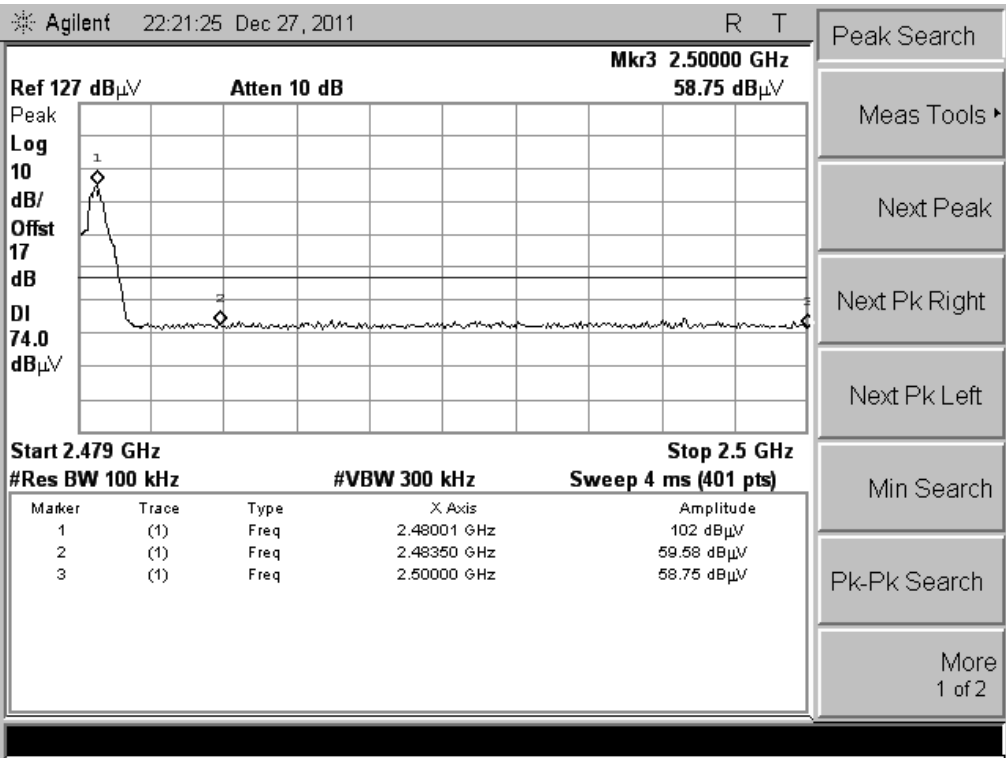 Agilent 22:21:25 Dec 27, 2011 R T
Peak Search
Mkr3 2.50000 GHz
Ref 127 dBµV Atten 10 dB 58.75 dBµV
Peak
Log
10
dB/
Offst
17
dB
DI
74.0
dBµV
1
2
3
Start 2.479 GHz Stop 2.5 GHz
#Res BW 100 kHz #VBW 300 kHz Sweep 4 ms (401 pts)
Marker Trace Type X Axis Amplitude
1 (1) Freq 2.48001 GHz 102 dBµV
2 (1) Freq 2.48350 GHz 59.58 dBµV
3 (1) Freq 2.50000 GHz 58.75 dBµV
Meas Tools
Next Peak
Next Pk Right
Next Pk Left
Min Search
Pk-Pk Search
More
1 of 2